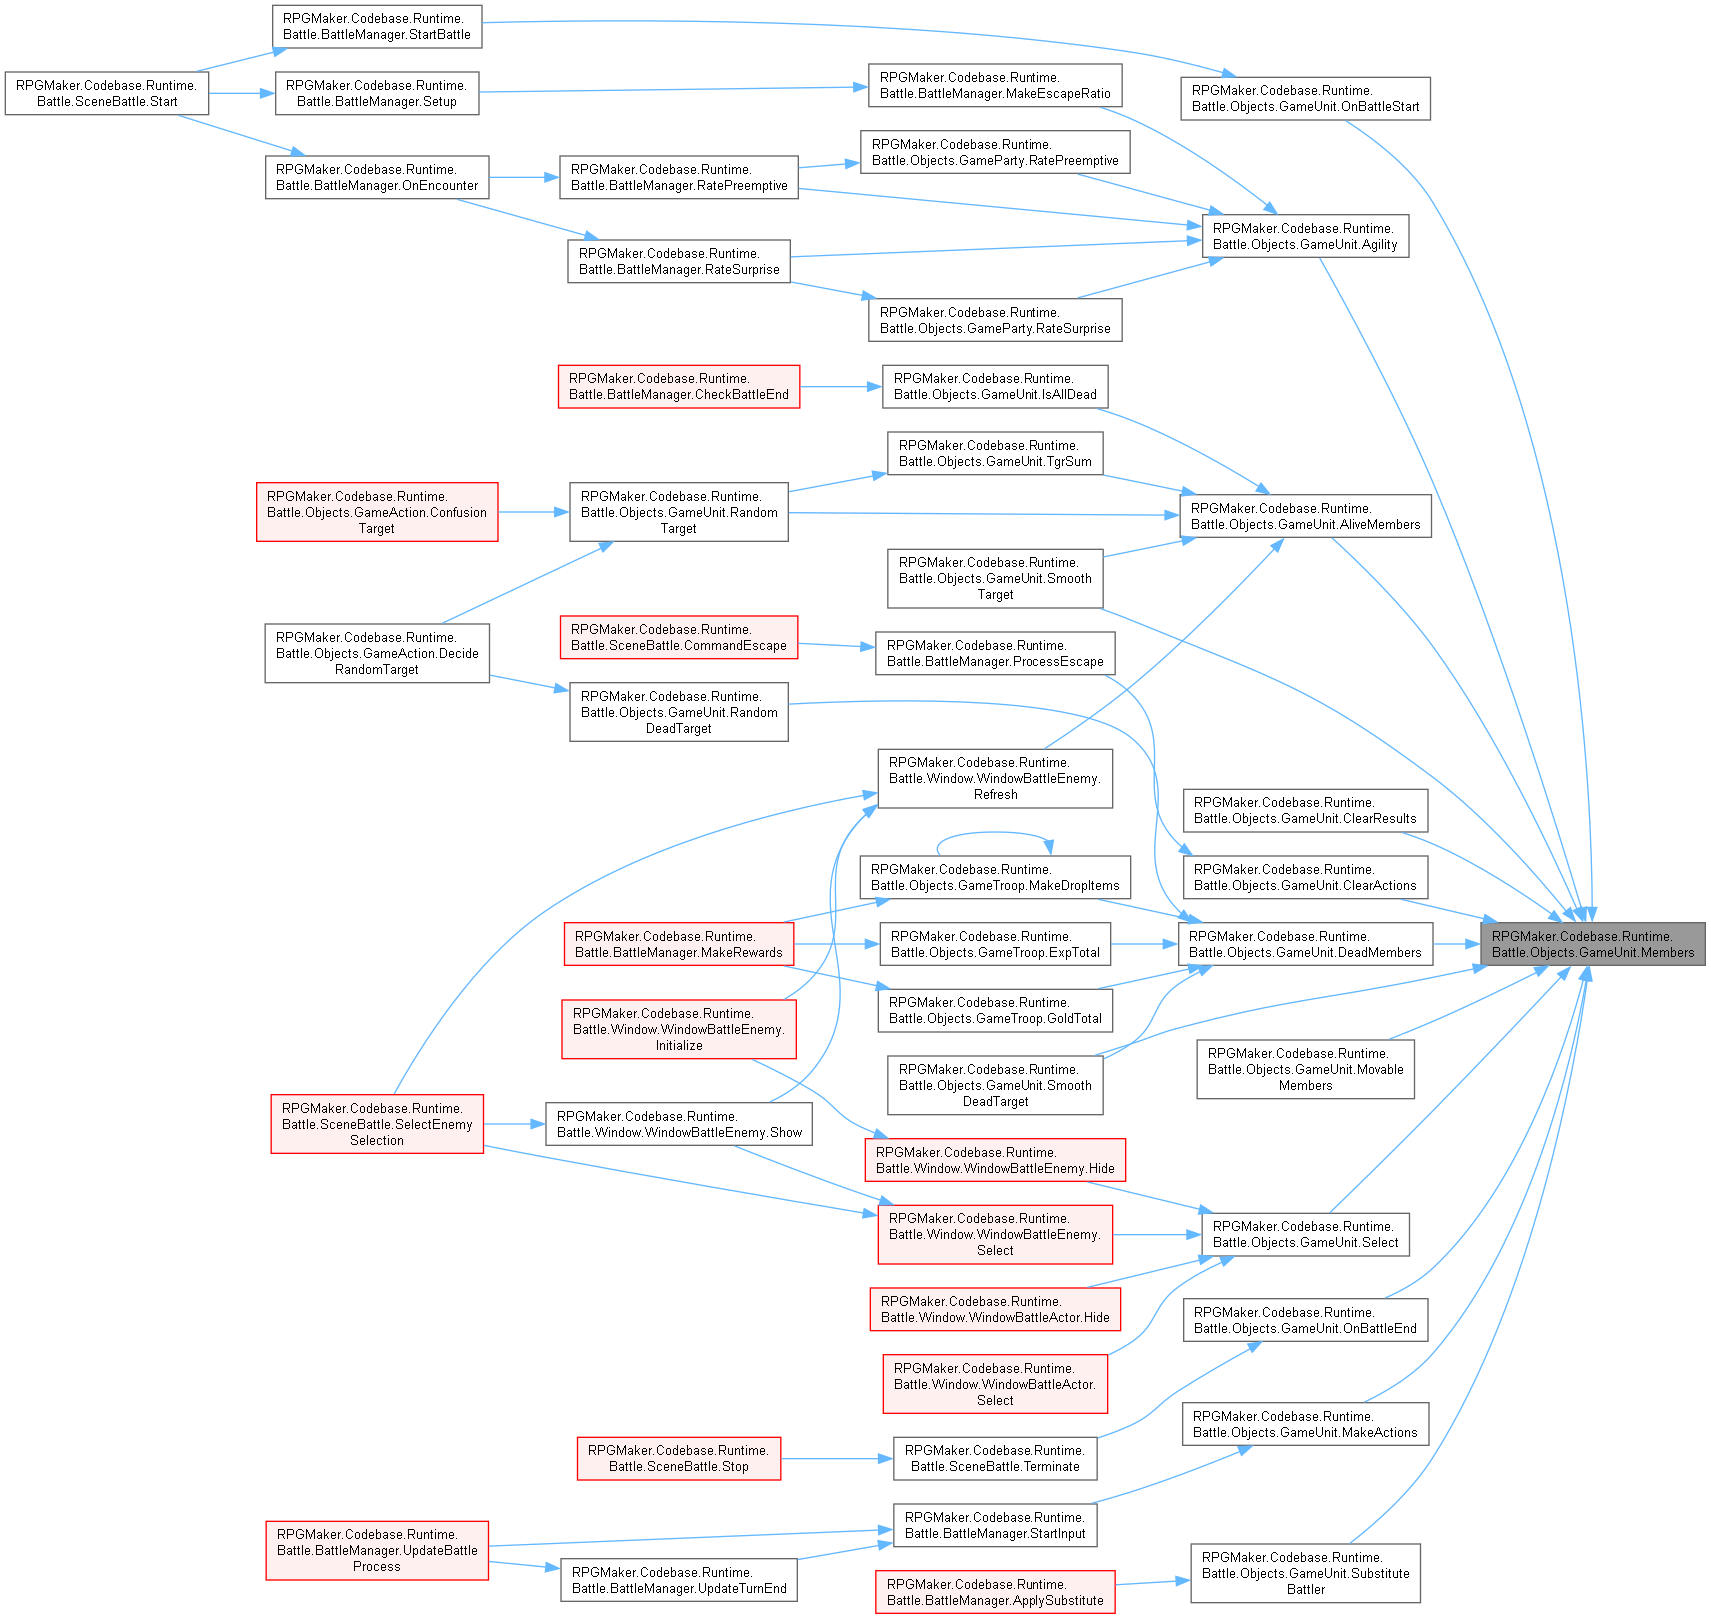 RPGMaker.Codebase.Runtime.
Battle.BattleManager.StartBattle
RPGMaker.Codebase.Runtime.
Battle.SceneBattle.Start
RPGMaker.Codebase.Runtime.
Battle.BattleManager.Setup
RPGMaker.Codebase.Runtime.
Battle.BattleManager.MakeEscapeRatio
RPGMaker.Codebase.Runtime.
Battle.Objects.GameUnit.OnBattleStart
RPGMaker.Codebase.Runtime.
Battle.Objects.GameParty.RatePreemptive
RPGMaker.Codebase.Runtime.
Battle.BattleManager.OnEncounter
RPGMaker.Codebase.Runtime.
Battle.BattleManager.RatePreemptive
RPGMaker.Codebase.Runtime.
Battle.Objects.GameUnit.Agility
RPGMaker.Codebase.Runtime.
Battle.BattleManager.RateSurprise
RPGMaker.Codebase.Runtime.
Battle.Objects.GameParty.RateSurprise
RPGMaker.Codebase.Runtime.
Battle.BattleManager.CheckBattleEnd
RPGMaker.Codebase.Runtime.
Battle.Objects.GameUnit.IsAllDead
RPGMaker.Codebase.Runtime.
Battle.Objects.GameUnit.TgrSum
RPGMaker.Codebase.Runtime.
Battle.Objects.GameAction.Confusion
Target
RPGMaker.Codebase.Runtime.
Battle.Objects.GameUnit.Random
Target
RPGMaker.Codebase.Runtime.
Battle.Objects.GameUnit.AliveMembers
RPGMaker.Codebase.Runtime.
Battle.Objects.GameUnit.Smooth
Target
RPGMaker.Codebase.Runtime.
Battle.Objects.GameAction.Decide
RandomTarget
RPGMaker.Codebase.Runtime.
Battle.SceneBattle.CommandEscape
RPGMaker.Codebase.Runtime.
Battle.BattleManager.ProcessEscape
RPGMaker.Codebase.Runtime.
Battle.Objects.GameUnit.Random
DeadTarget
RPGMaker.Codebase.Runtime.
Battle.Window.WindowBattleEnemy.
Refresh
RPGMaker.Codebase.Runtime.
Battle.Objects.GameUnit.ClearResults
RPGMaker.Codebase.Runtime.
Battle.Objects.GameTroop.MakeDropItems
RPGMaker.Codebase.Runtime.
Battle.Objects.GameUnit.ClearActions
RPGMaker.Codebase.Runtime.
Battle.BattleManager.MakeRewards
RPGMaker.Codebase.Runtime.
Battle.Objects.GameTroop.ExpTotal
RPGMaker.Codebase.Runtime.
Battle.Objects.GameUnit.DeadMembers
RPGMaker.Codebase.Runtime.
Battle.Objects.GameUnit.Members
RPGMaker.Codebase.Runtime.
Battle.Window.WindowBattleEnemy.
Initialize
RPGMaker.Codebase.Runtime.
Battle.Objects.GameTroop.GoldTotal
RPGMaker.Codebase.Runtime.
Battle.Objects.GameUnit.Smooth
DeadTarget
RPGMaker.Codebase.Runtime.
Battle.Objects.GameUnit.Movable
Members
RPGMaker.Codebase.Runtime.
Battle.SceneBattle.SelectEnemy
Selection
RPGMaker.Codebase.Runtime.
Battle.Window.WindowBattleEnemy.Show
RPGMaker.Codebase.Runtime.
Battle.Window.WindowBattleEnemy.Hide
RPGMaker.Codebase.Runtime.
Battle.Window.WindowBattleEnemy.
Select
RPGMaker.Codebase.Runtime.
Battle.Objects.GameUnit.Select
RPGMaker.Codebase.Runtime.
Battle.Window.WindowBattleActor.Hide
RPGMaker.Codebase.Runtime.
Battle.Objects.GameUnit.OnBattleEnd
RPGMaker.Codebase.Runtime.
Battle.Window.WindowBattleActor.
Select
RPGMaker.Codebase.Runtime.
Battle.Objects.GameUnit.MakeActions
RPGMaker.Codebase.Runtime.
Battle.SceneBattle.Stop
RPGMaker.Codebase.Runtime.
Battle.SceneBattle.Terminate
RPGMaker.Codebase.Runtime.
Battle.BattleManager.StartInput
RPGMaker.Codebase.Runtime.
Battle.BattleManager.UpdateBattle
Process
RPGMaker.Codebase.Runtime.
Battle.BattleManager.UpdateTurnEnd
RPGMaker.Codebase.Runtime.
Battle.BattleManager.ApplySubstitute
RPGMaker.Codebase.Runtime.
Battle.Objects.GameUnit.Substitute
Battler